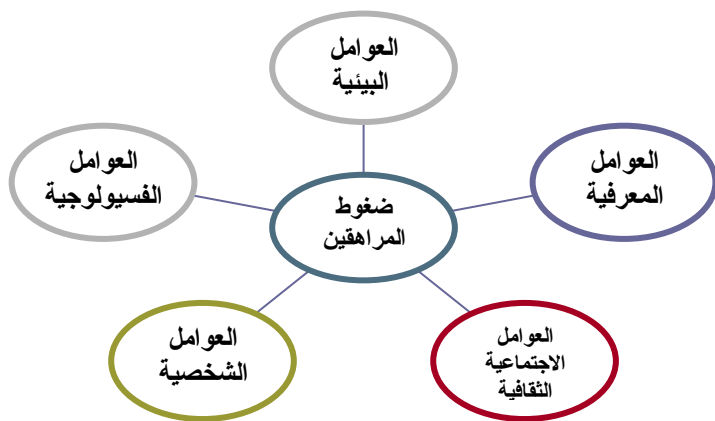 العوامل
البيئية
العوامل
المعرفية
العوامل
الفسيولوجية
ضغوط
المراهقين
العوامل
الاجتماعية
الثقافية
العوامل
الشخصية